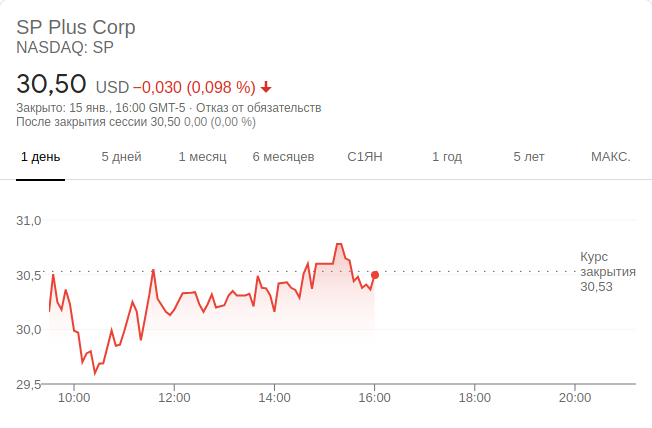 SP Plus Corp
NASDAQ: SP
30,50 USD −0,030 (0,098 %)
Закрыто: 15 янв., 16:00 GMT-5 · Отказ от обязательств
После закрытия сессии 30,50 0,00 (0,00 %)
1 день 5 дней 1 месяц 6 месяцев С1ЯН 1 год 5 лет МАКС.
31,0
Курс
закрытия
30,53
30,5
30,0
29,5
10:00 12:00 14:00 16:00 18:00 20:00